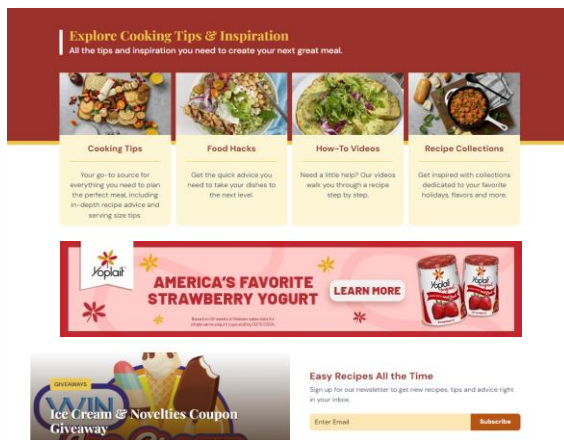 Explore Cooking Tips & Inspiration
All the tips and inspiration you need to create your next great meal.
Cooking Tips
Your go-to source for
everything you need to plan
the perfect meal, including
in-depth recipe advice and
serving size tips.
Food Hacks
Get the quick advice you
need to take your dishes to
the next level.
How-To Videos
Need a little help? Our videos
walk you through a recipe
step by step.
Recipe Collections
Get inspired with collections
dedicated to your favorite
holidays, flavors and more.
Yoplait
AMERICA'S FAVORITE
STRAWBERRY YOGURT
LEARN MORE
Yoplait
Yoplait
GIVEAWAYS
WIN
Ice Cream & Novelties Coupon
Giveaway
Easy Recipes All the Time
Sign up for our newsletter to get new recipes, tips and advice right
in your inbox.
Enter Email
Subscribe